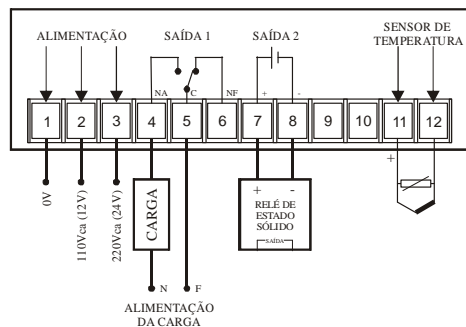 ALIMENTAÇÃO
SAÍDA 1
SAÍDA 2
SENSOR DE
TEMPERATURA
NA
C
NF
+
-
1
2
3
4
5
6
7
8
9
10
11
12
0V
110Vca (12V)
220Vca (24V)
CARGA
+
-
RELÉ DE
ESTADO
SÓLIDO
SAÍDA
+
N
F
ALIMENTAÇÃO
DA CARGA